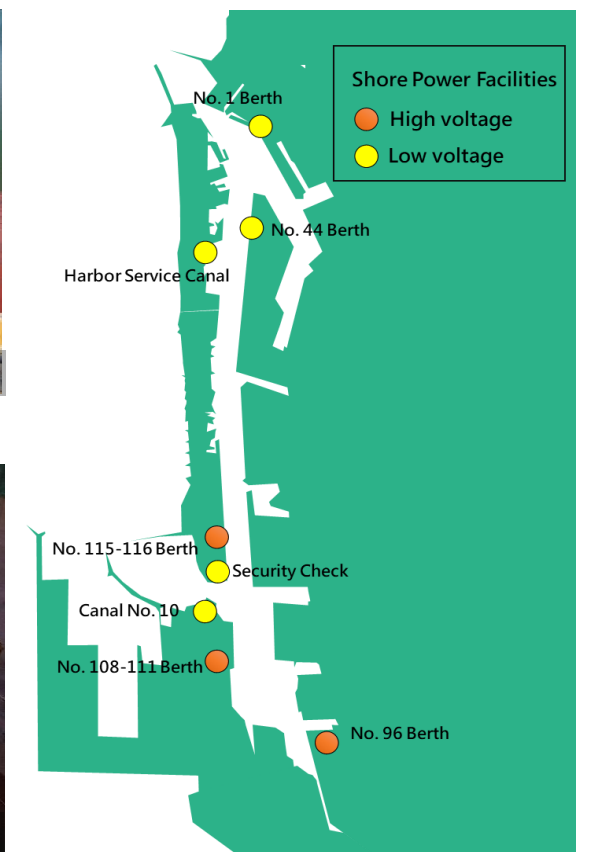 Shore Power Facilities
High voltage
Low voltage
No. 1 Berth
No. 44 Berth
Harbor Service Canal
No. 115-116 Berth
Security Check
Canal No. 10
No. 108-111 Berth
No. 96 Berth